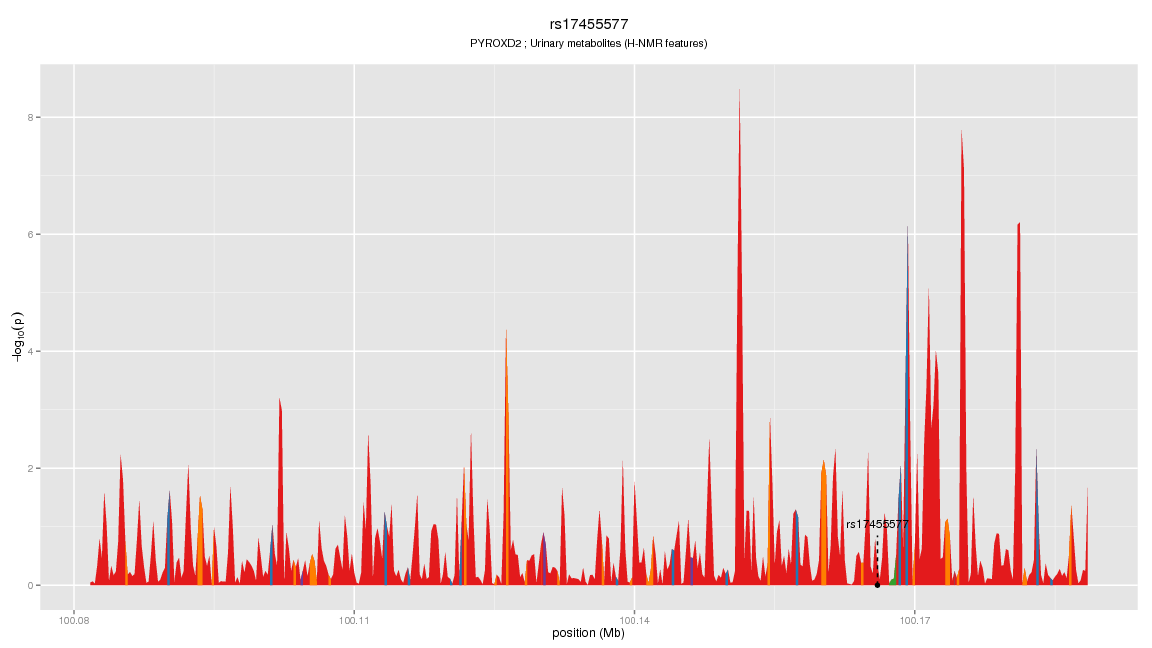 rs17455577
PYROXD2 ; Urinary metabolites (H-NMR features)
8
6
4
2
0
−log10(p)
rs17455577
100.08
100.11
100.14
100.17
position (Mb)